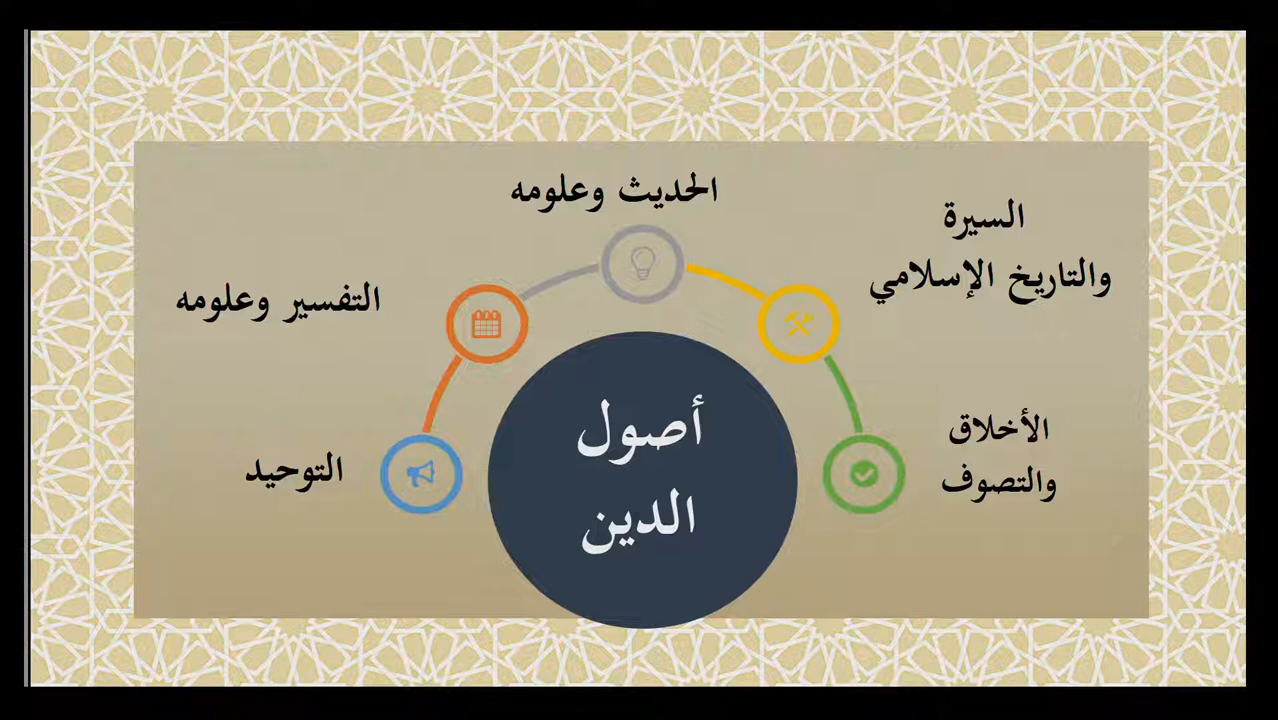 الحديث وعلومه
السيرة
والتاريخ الإسلامي
التفسير وعلومه
الأخلاق
والتصوف
التوحيد
أصول
الدين